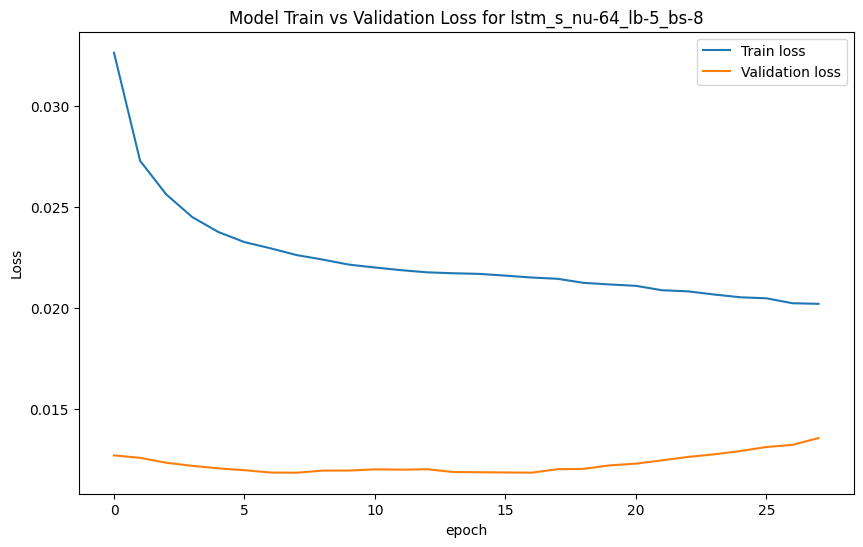 Model Train vs Validation Loss for lstm_s_nu-64_lb-5_bs-8
Train loss
Validation loss
0.030
0.025
0.020
0.015
Loss
0 5 10 15 20 25
epoch